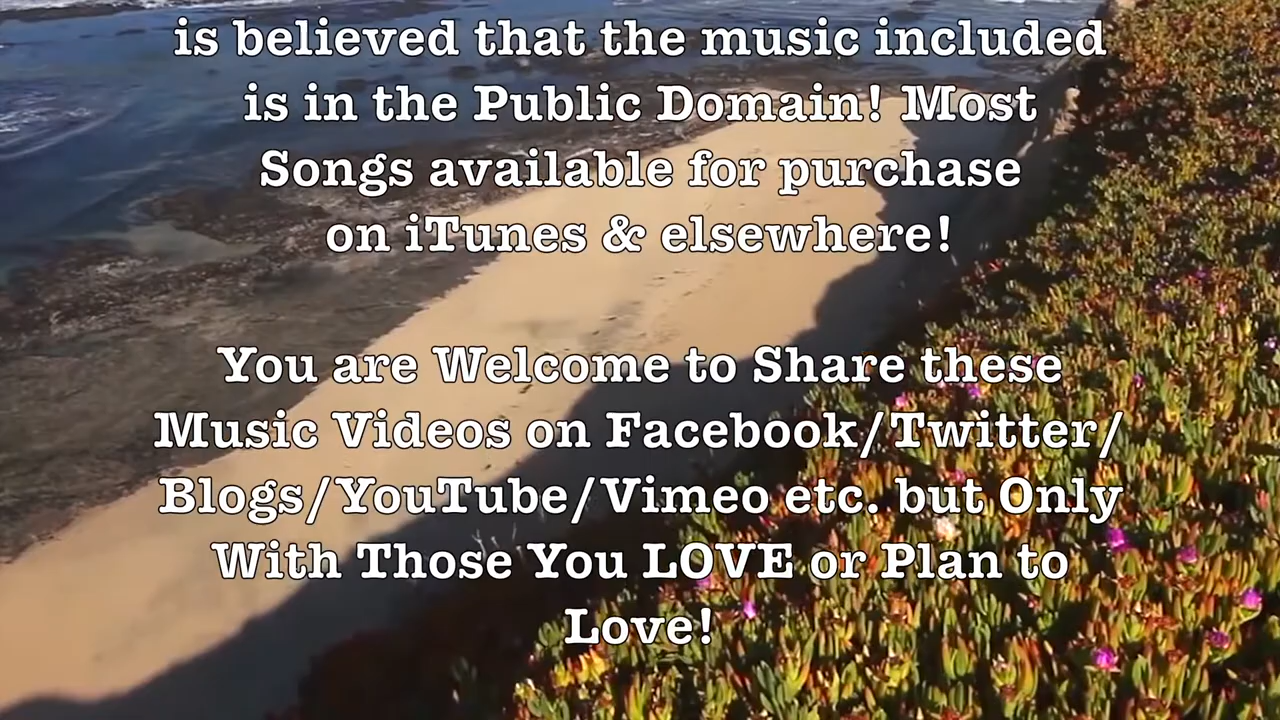 is believed that the music included
is in the Public Domain! Most
Songs available for purchase
on iTunes & elsewhere!
You are Welcome to Share these
Music Videos on Facebook/Twitter/
Blogs/YouTube/Vimeo etc. but Only
With Those You LOVE or Plan to
Love!